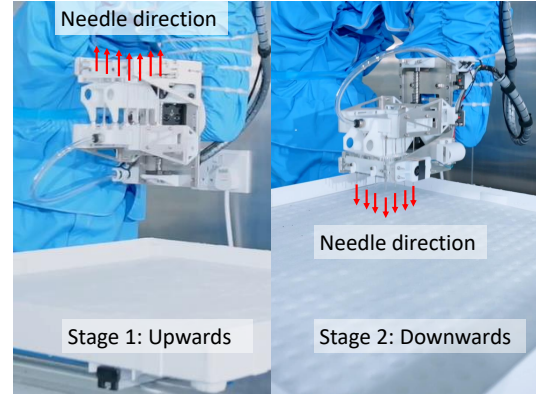 Needle direction
Stage 1: Upwards
Needle direction
Stage 2: Downwards